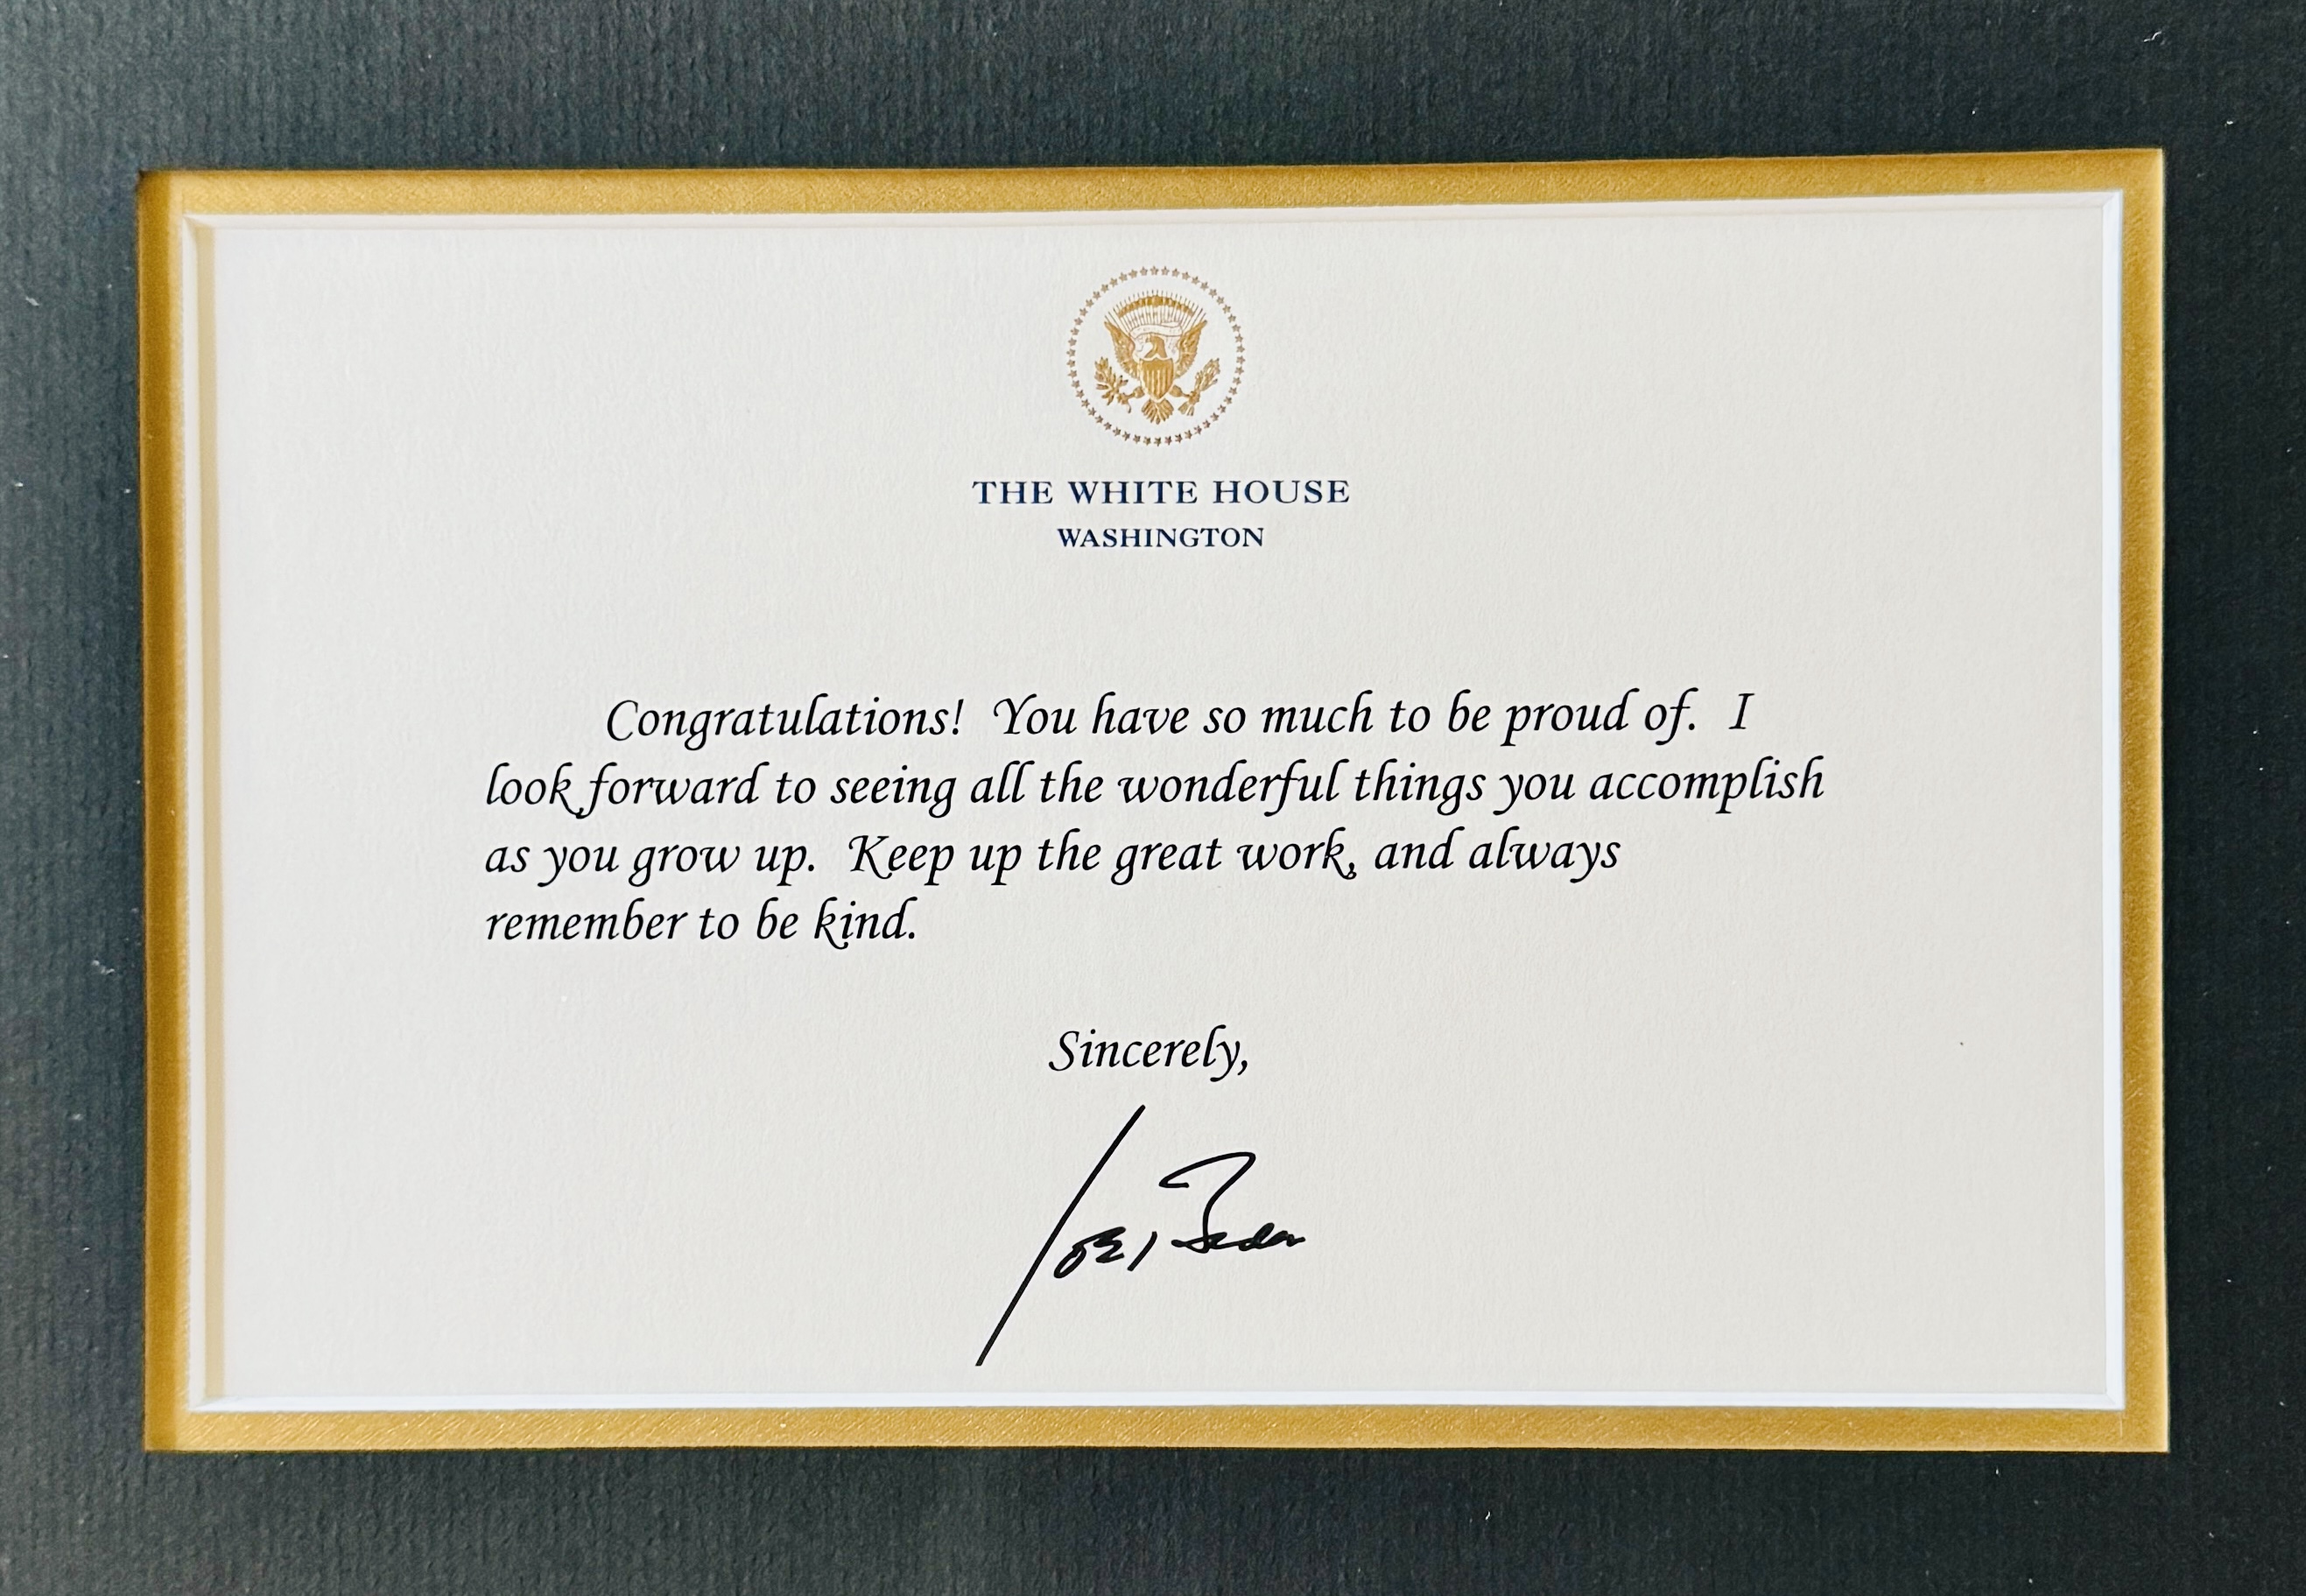 THE WHITE HOUSE
WASHINGTON
Congratulations!  You have so much to be proud of.  I
look forward to seeing all the wonderful things you accomplish
as you grow up.  Keep up the great work, and always
remember to be kind.
Sincerely,
Joe Biden